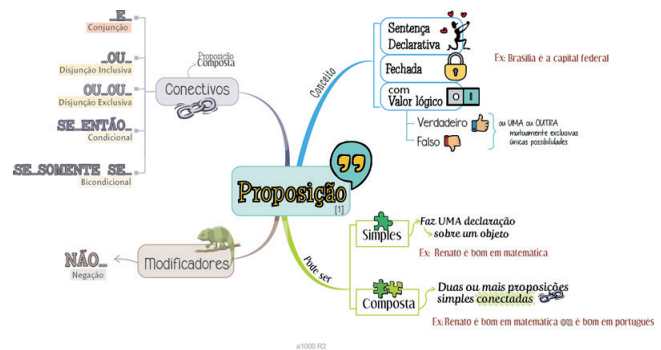 _E_
Conjunção
_OU_
Disjunção Inclusiva
OU_OU_
Disjunção Exclusiva
SE_ENTÃO_
Condicional
SE_SOMENTE SE_
Bicondicional
Proposição
Composta
Conectivos
Conceito
Sentença
Declarativa
Fechada
com
Valor lógico
Ex: Brasília é a capital federal
Verdadeiro
Falso
ou UMA ou OUTRA
mutuamente exclusivas
únicas possibilidades
Proposição
[1]
NÃO...
Negação
Modificadores
Pode ser
Simples
Faz UMA declaração
sobre um objeto
Ex: Renato é bom em matemática
Composta
Duas ou mais proposições
simples conectadas
Ex: Renato é bom em matemática e é bom em português
a1000 R2